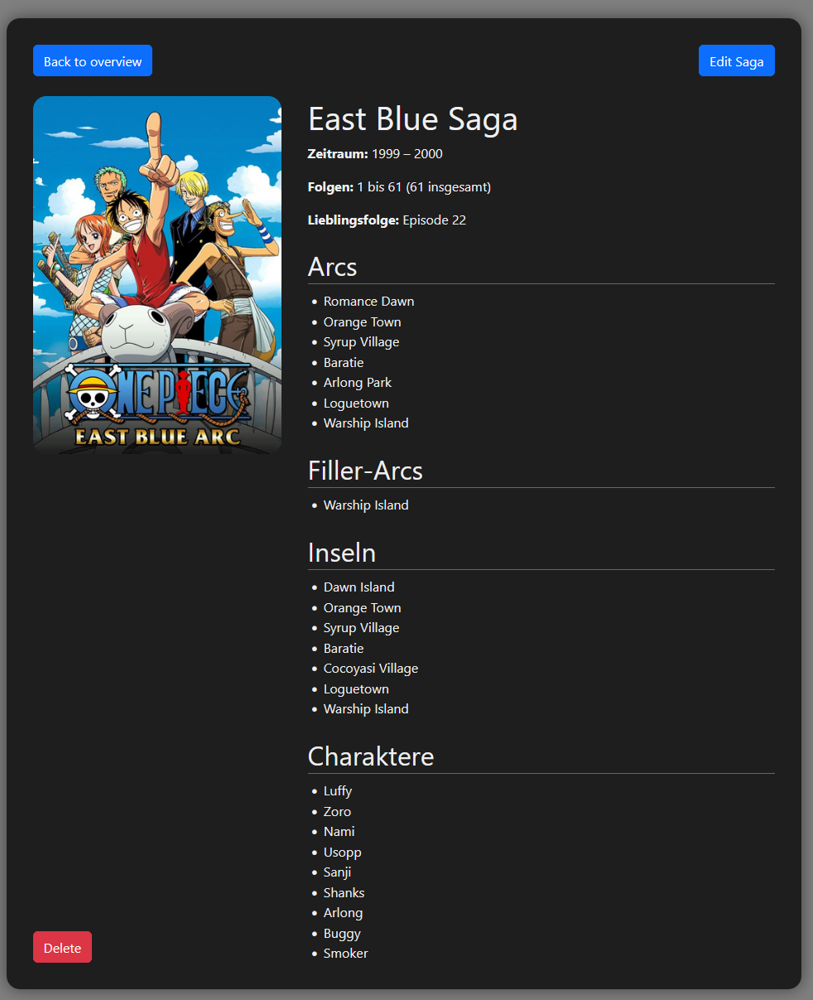 Back to overview
Edit Saga
ONE PIECE
EAST BLUE ARC
East Blue Saga
Zeitraum: 1999 – 2000
Folgen: 1 bis 61 (61 insgesamt)
Lieblingsfolge: Episode 22
Arcs
Romance Dawn
Orange Town
Syrup Village
Baratie
Arlong Park
Loguetown
Warship Island
Filler-Arcs
Warship Island
Inseln
Dawn Island
Orange Town
Syrup Village
Baratie
Cocoyasi Village
Loguetown
Warship Island
Charaktere
Luffy
Zoro
Nami
Usopp
Sanji
Shanks
Arlong
Buggy
Smoker
Delete